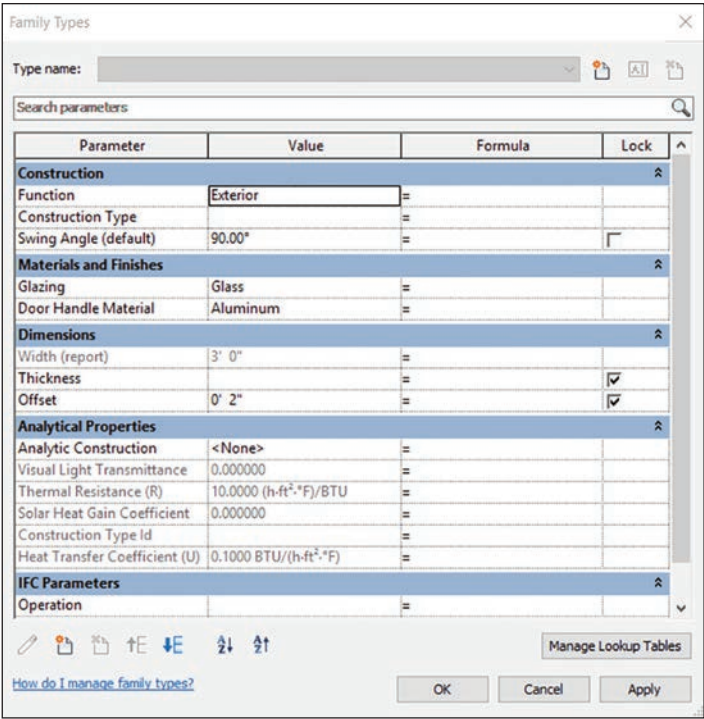 Family Types
Type name:
Search parameters
Parameter Value Formula Lock
Construction
Function Exterior =
Construction Type =
Swing Angle (default) 90.00° =
Materials and Finishes
Glazing Glass =
Door Handle Material Aluminum =
Dimensions
Width (report) 3' 0" =
Thickness =
Offset 0' 2" =
Analytical Properties
Analytic Construction <None> =
Visual Light Transmittance 0.000000 =
Thermal Resistance (R) 10.0000 (h·ft²·°F)/BTU =
Solar Heat Gain Coefficient 0.000000 =
Construction Type Id =
Heat Transfer Coefficient (U) 0.1000 BTU/(h·ft²·°F) =
IFC Parameters
Operation =
Manage Lookup Tables
How do I manage family types?
OK Cancel Apply